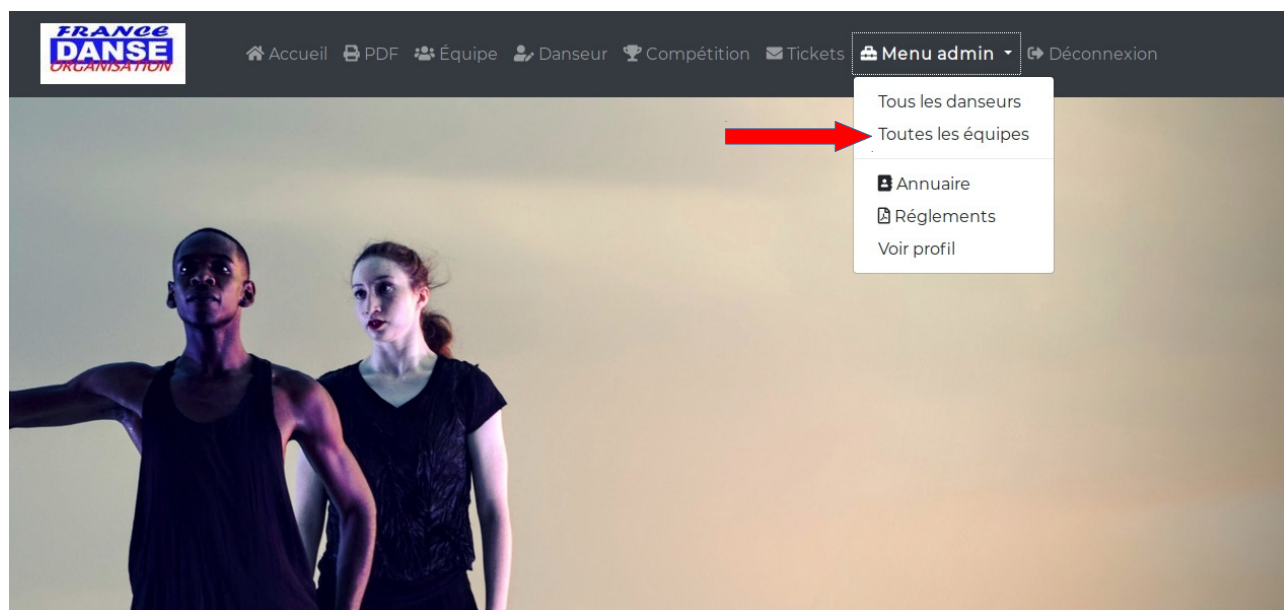 FRANCE
DANSE
ORGANISATION
Accueil PDF Équipe Danseur Compétition Tickets Menu admin Déconnexion
Tous les danseurs
Toutes les équipes
Annuaire
Réglements
Voir profil